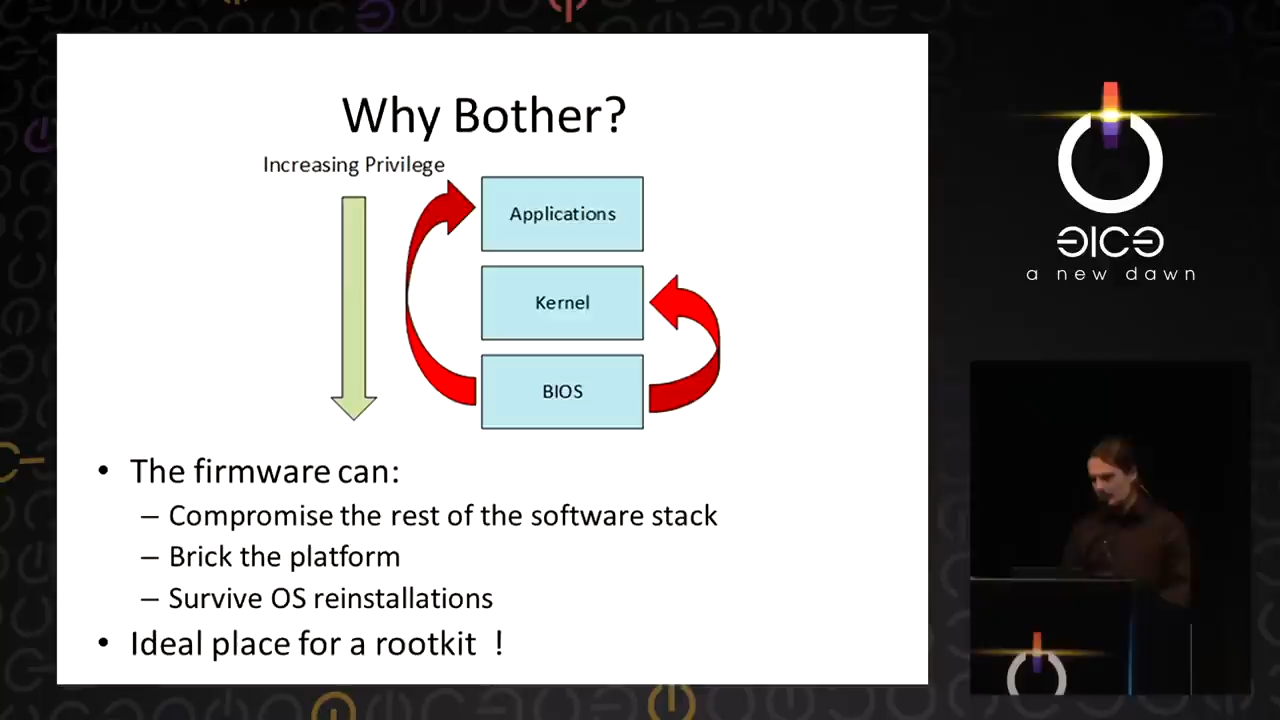 Why Bother?
Increasing Privilege
Applications
Kernel
BIOS
• The firmware can:
– Compromise the rest of the software stack
– Brick the platform
– Survive OS reinstallations
• Ideal place for a rootkit !
31C3
a new dawn